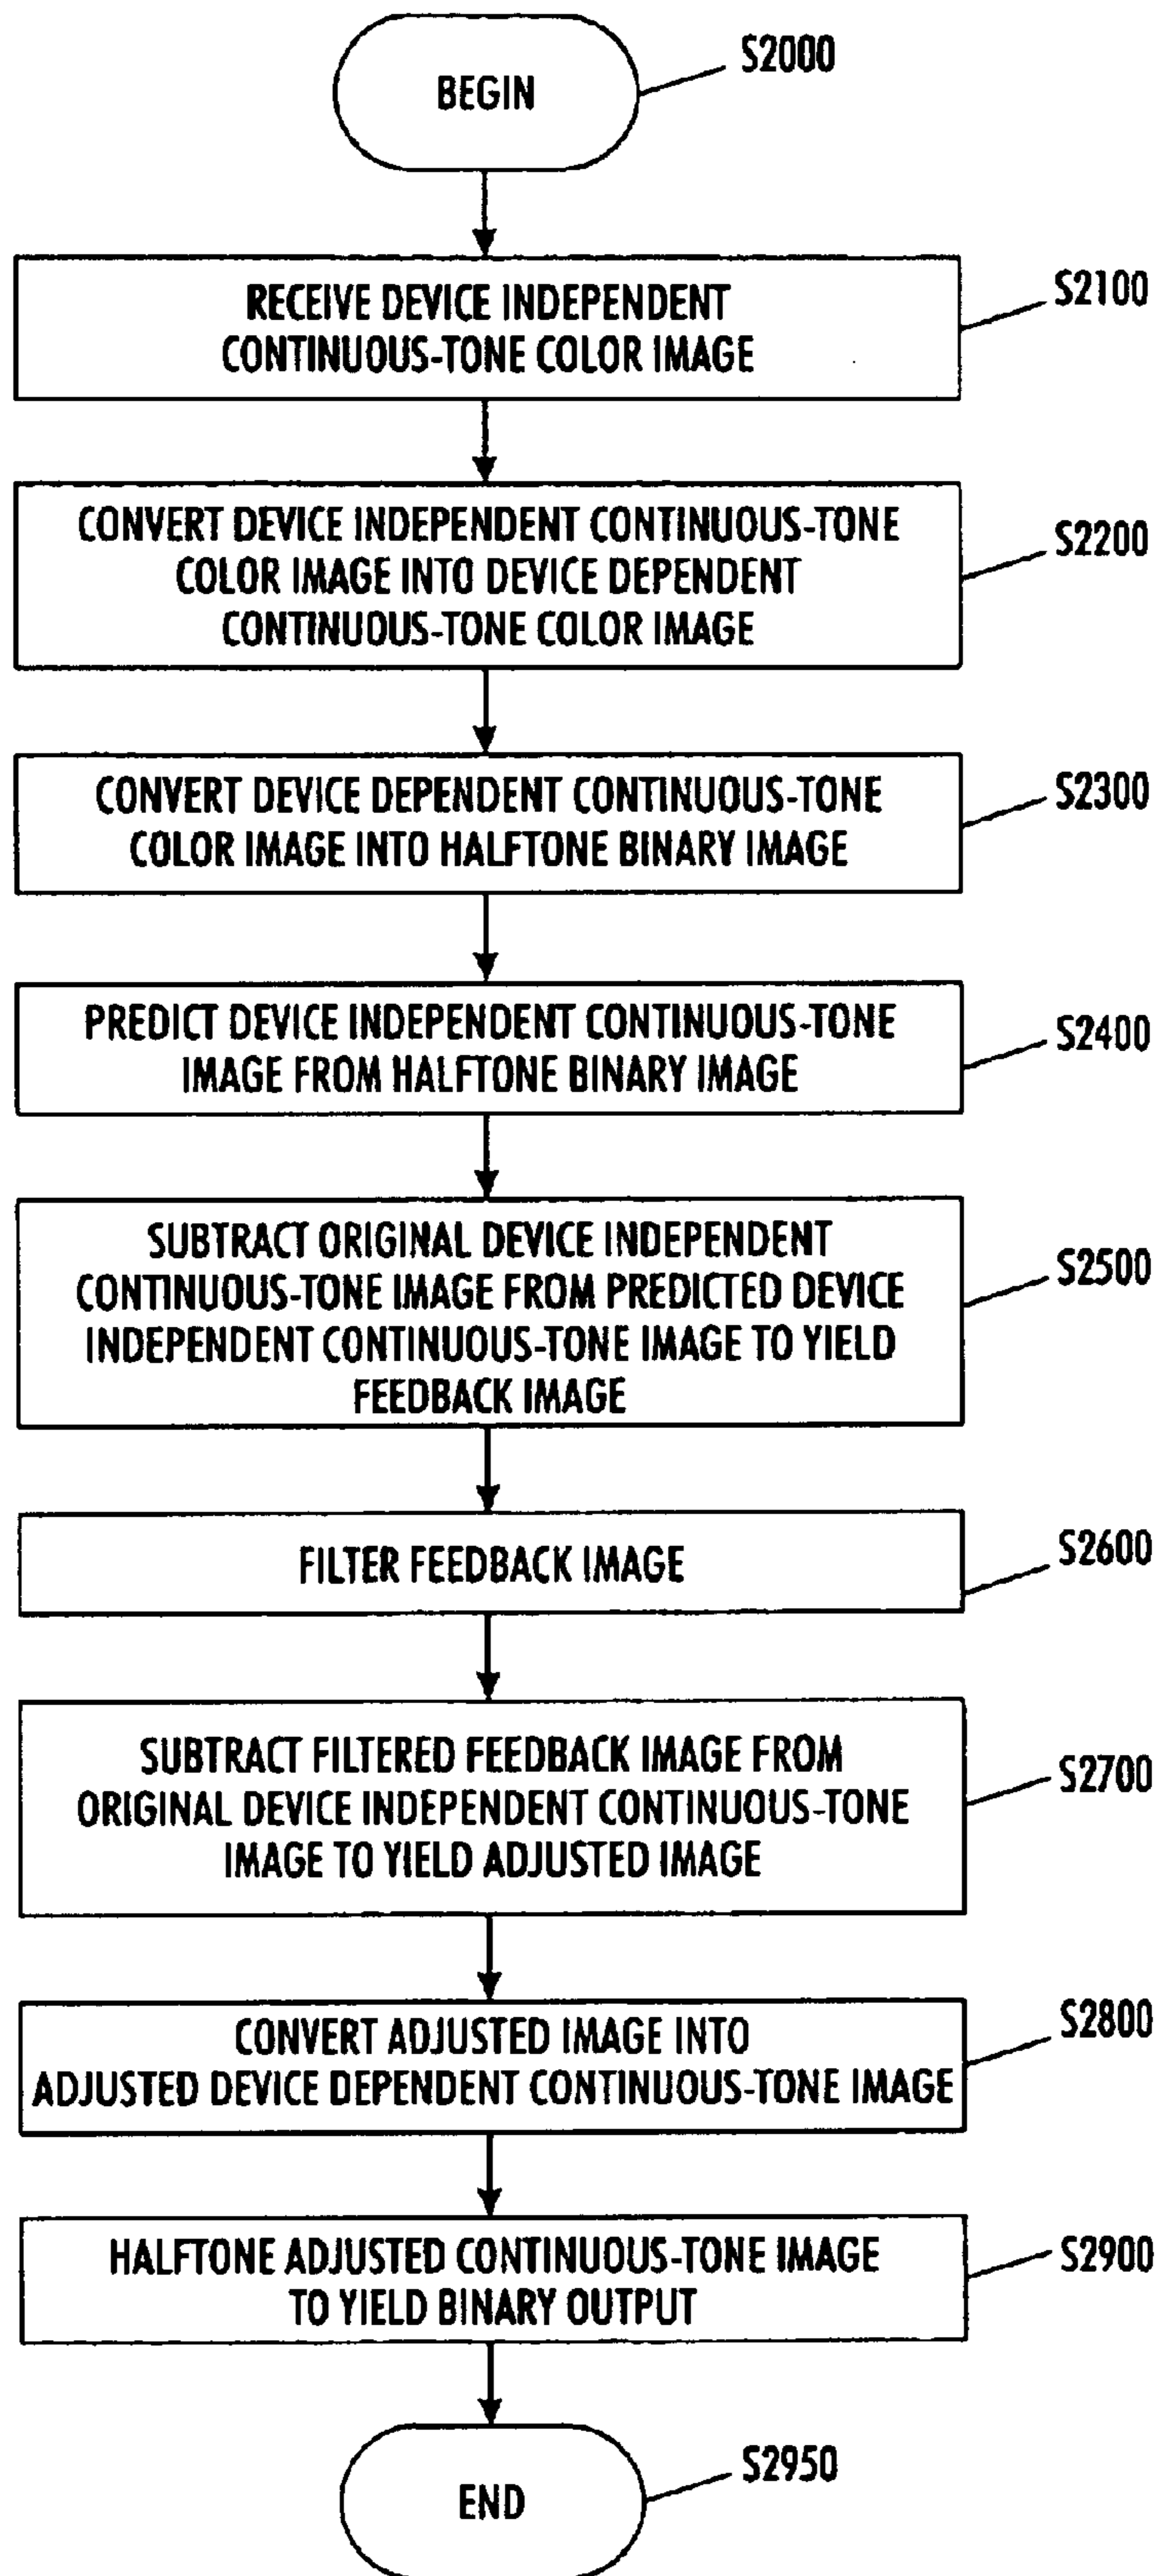 BEGIN
S2000
RECEIVE DEVICE INDEPENDENT
CONTINUOUS-TONE COLOR IMAGE
S2100
CONVERT DEVICE INDEPENDENT CONTINUOUS-TONE
COLOR IMAGE INTO DEVICE DEPENDENT
CONTINUOUS-TONE COLOR IMAGE
S2200
CONVERT DEVICE DEPENDENT CONTINUOUS-TONE
COLOR IMAGE INTO HALFTONE BINARY IMAGE
S2300
PREDICT DEVICE INDEPENDENT CONTINUOUS-TONE
IMAGE FROM HALFTONE BINARY IMAGE
S2400
SUBTRACT ORIGINAL DEVICE INDEPENDENT
CONTINUOUS-TONE IMAGE FROM PREDICTED DEVICE
INDEPENDENT CONTINUOUS-TONE IMAGE TO YIELD
FEEDBACK IMAGE
S2500
FILTER FEEDBACK IMAGE
S2600
SUBTRACT FILTERED FEEDBACK IMAGE FROM
ORIGINAL DEVICE INDEPENDENT CONTINUOUS-TONE
IMAGE TO YIELD ADJUSTED IMAGE
S2700
CONVERT ADJUSTED IMAGE INTO
ADJUSTED DEVICE DEPENDENT CONTINUOUS-TONE IMAGE
S2800
HALFTONE ADJUSTED CONTINUOUS-TONE IMAGE
TO YIELD BINARY OUTPUT
S2900
END
S2950